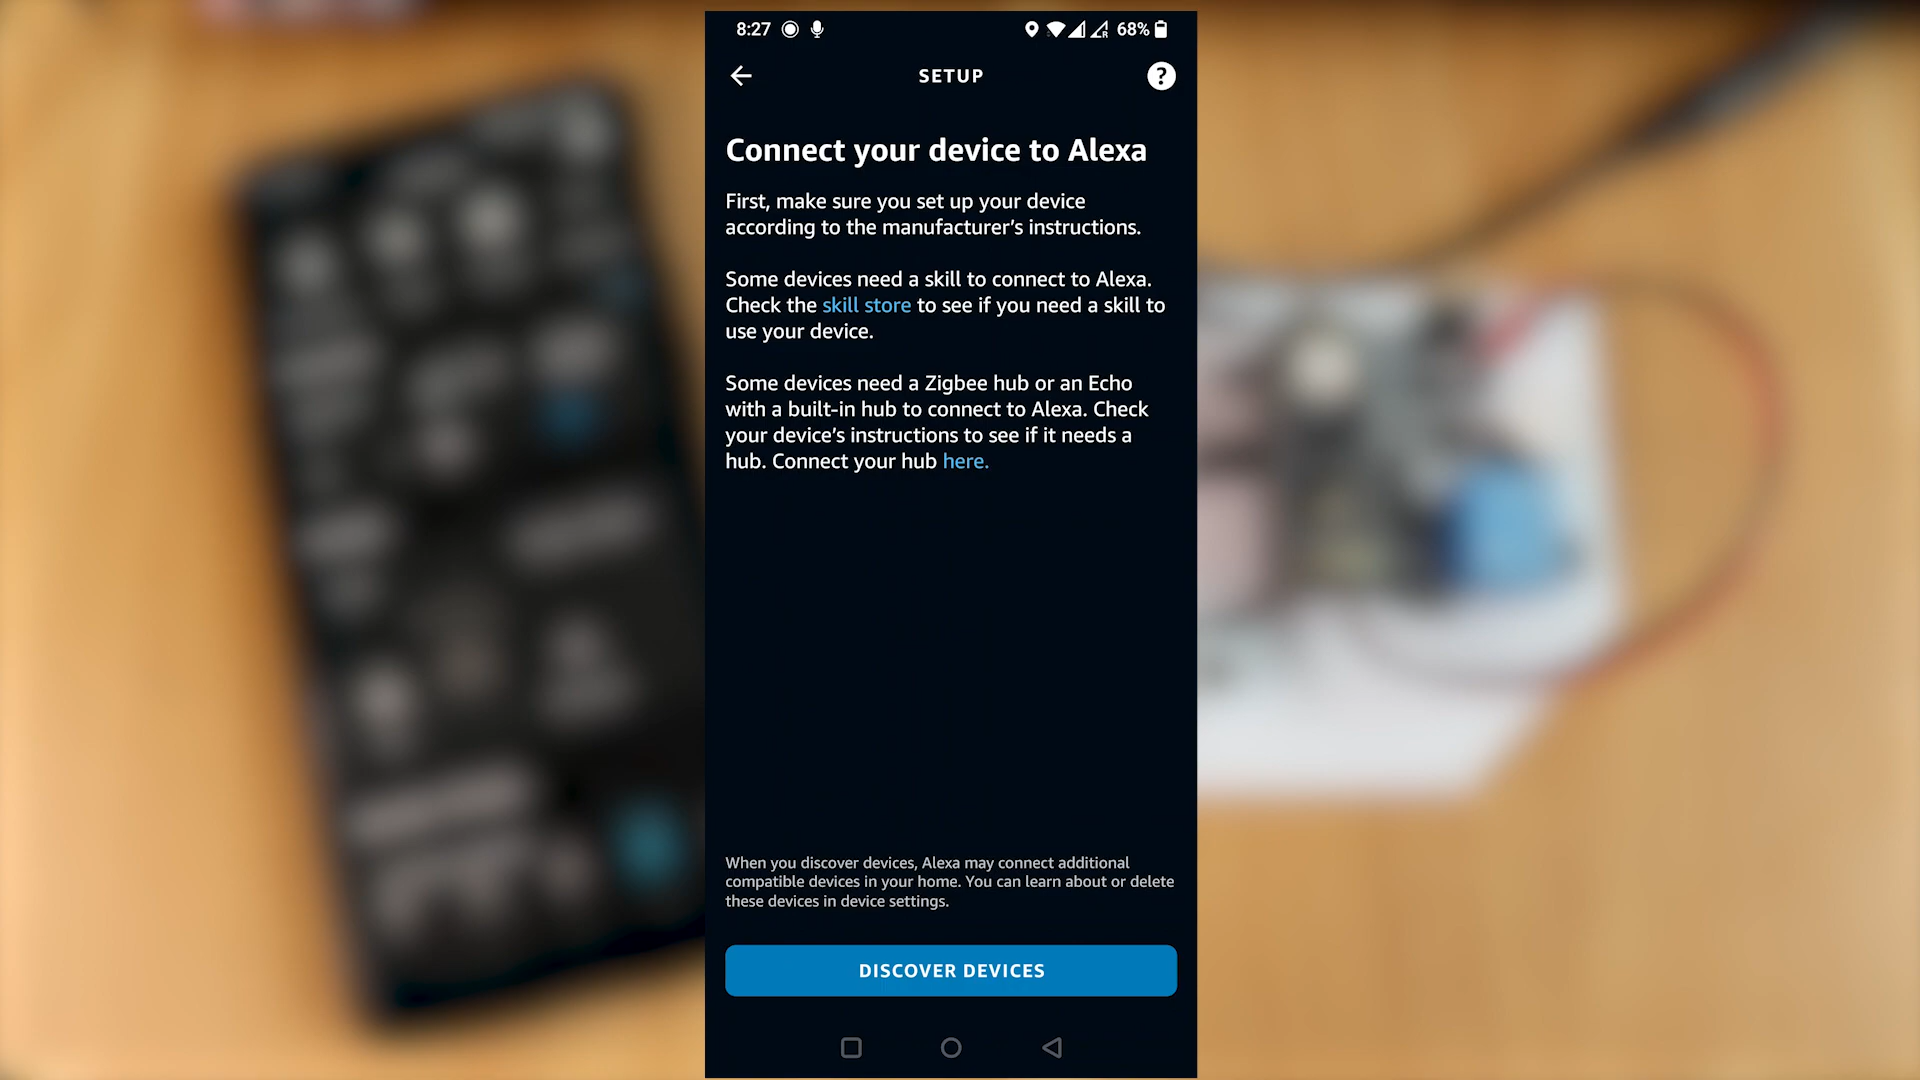 8:27 68%
SETUP ?
Connect your device to Alexa
First, make sure you set up your device
according to the manufacturer’s instructions.
Some devices need a skill to connect to Alexa.
Check the skill store to see if you need a skill to
use your device.
Some devices need a Zigbee hub or an Echo
with a built-in hub to connect to Alexa. Check
your device’s instructions to see if it needs a
hub. Connect your hub here.
When you discover devices, Alexa may connect additional
compatible devices in your home. You can learn about or delete
these devices in device settings.
DISCOVER DEVICES